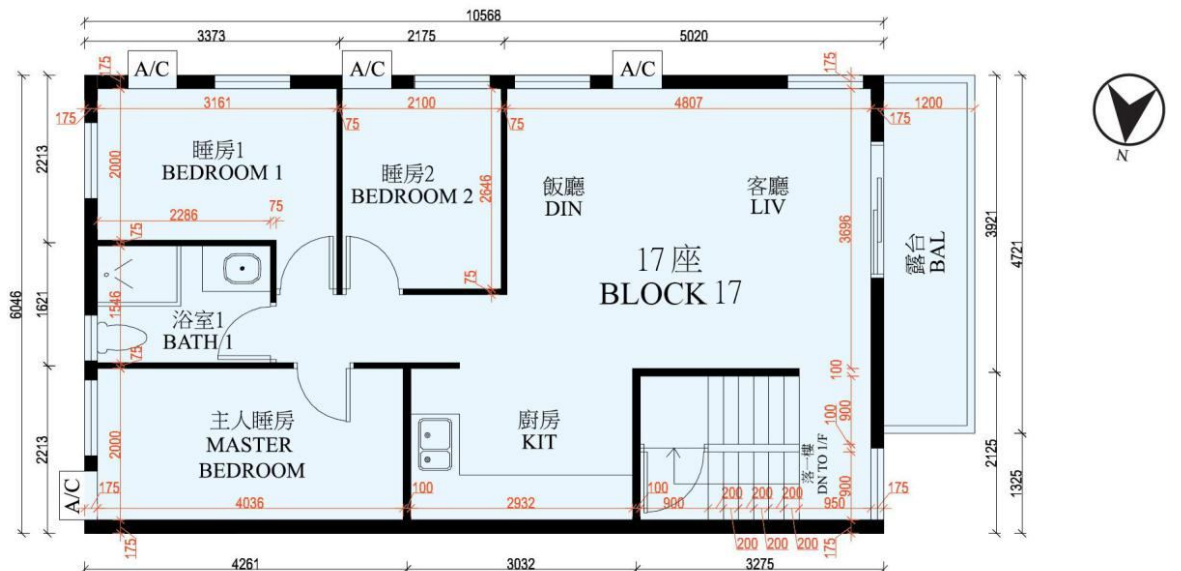 10568
3373 2175 5020
A/C A/C A/C
175 175
3161 2100 4807 1200
175 75 75 175
N
2213
2000
睡房1
BEDROOM 1
睡房2
BEDROOM 2
2646
飯廳
DIN
客廳
LIV
3696
3921
4721
2286 75
75
露台
BAL
17座
BLOCK 17
75
6046
1621
1546
浴室1
BATH 1
75
100
900
100
主人睡房
MASTER
BEDROOM
廚房
KIT
2213
2000
落一樓
DN TO 1/F
900
2125
1325
A/C
175 4036 100 2932 100 900 200 200 200 950 175
200 200 200
175 175
4261 3032 3275